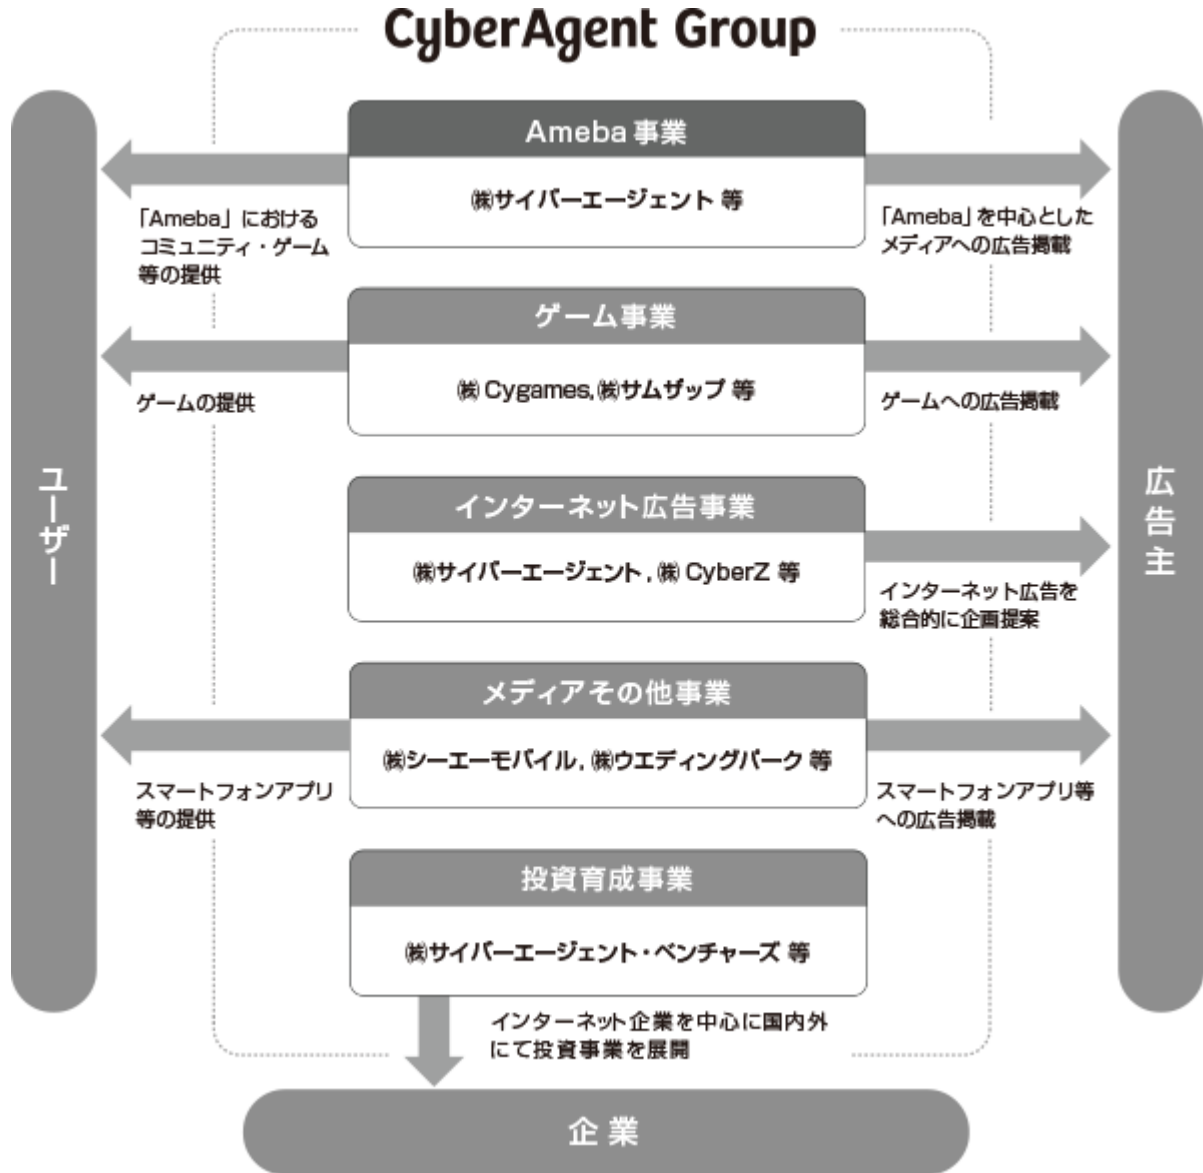 CyberAgent Group
Ameba事業
㈱サイバーエージェント 等
「Ameba」における
コミュニティ・ゲーム
等の提供
「Ameba」を中心とした
メディアへの広告掲載
ゲーム事業
㈱ Cygames,㈱サムザップ 等
ゲームの提供
ゲームへの広告掲載
ユーザー
広告主
インターネット広告事業
㈱サイバーエージェント,㈱ CyberZ 等
インターネット広告を
総合的に企画提案
メディアその他事業
㈱シーエーモバイル,㈱ウエディングパーク 等
スマートフォンアプリ
等の提供
スマートフォンアプリ等
への広告掲載
投資育成事業
㈱サイバーエージェント・ベンチャーズ 等
インターネット企業を中心に国内外
にて投資事業を展開
企業